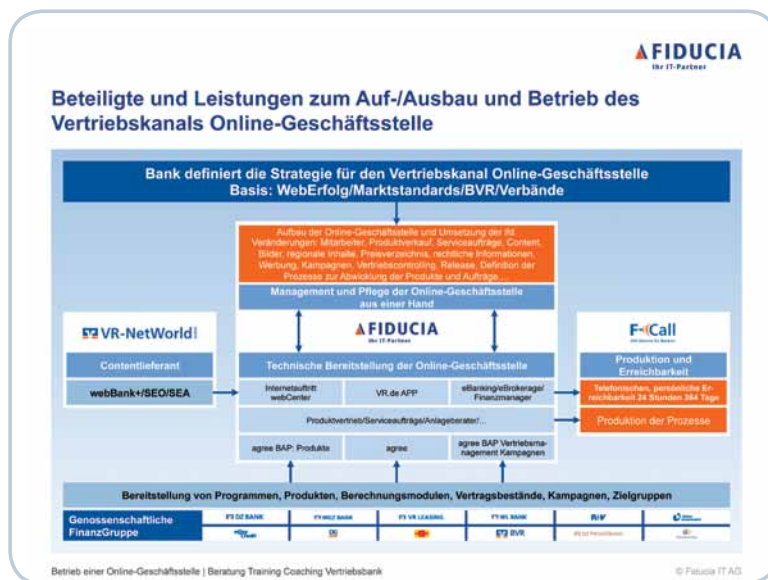 FIDUCIA
Ihr IT-Partner
Beteiligte und Leistungen zum Auf-/Ausbau und Betrieb des
Vertriebskanals Online-Geschäftsstelle
Bank definiert die Strategie für den Vertriebskanal Online-Geschäftsstelle
Basis: WebErfolg/Marktstandards/BVR/Verbände
Aufbau der Online-Geschäftsstelle und Umsetzung der lfd
Veränderungen: Mitarbeiter, Produktverkauf, Serviceaufträge, Content,
Bilder, regionale Inhalte, Preisverzeichnis, rechtliche Informationen,
Werbung, Kampagnen, Vertriebscontrolling, Release, Definition der
Prozesse zur Abwicklung der Produkte und Aufträge....
Management und Pflege der Online-Geschäftsstelle
aus einer Hand
VR-NetWorld
FIDUCIA
Ihr IT-Partner
F-Call
Contentlieferant
Technische Bereitstellung der Online-Geschäftsstelle
Produktion und
Erreichbarkeit
webBank+/SEO/SEA
Internetauftritt
webCenter
VR.de APP
eBanking/eBrokerage/
Finanzmanager
Telefonischen, persönliche Er-
reichbarkeit 24 Stunden 364 Tage
Produktvertrieb/Serviceaufträge/Anlageberater/...
Produktion der Prozesse
agree BAP: Produkte
agree
agree BAP Vertriebsma-
nagement Kampagnen
Bereitstellung von Programmen, Produkten, Berechnungsmodulen, Vertragsbestände, Kampagnen, Zielgruppen
Genossenschaftliche
FinanzGruppe
DZ BANK
WGZ BANK
VR LEASING
WL BANK
R+V
BVR
Betrieb einer Online-Geschäftsstelle | Beratung Training Coaching Vertriebsbank
© Fiducia IT AG